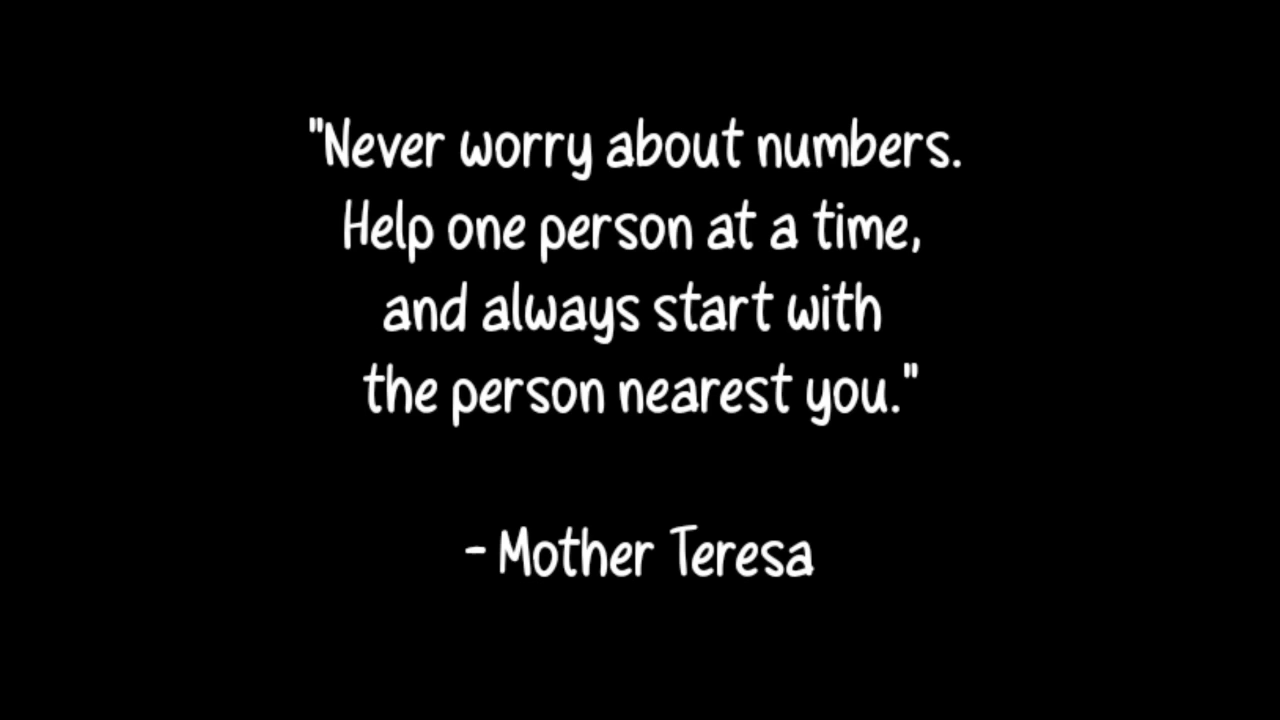 "Never worry about numbers.
Help one person at a time,
and always start with
the person nearest you."
- Mother Teresa